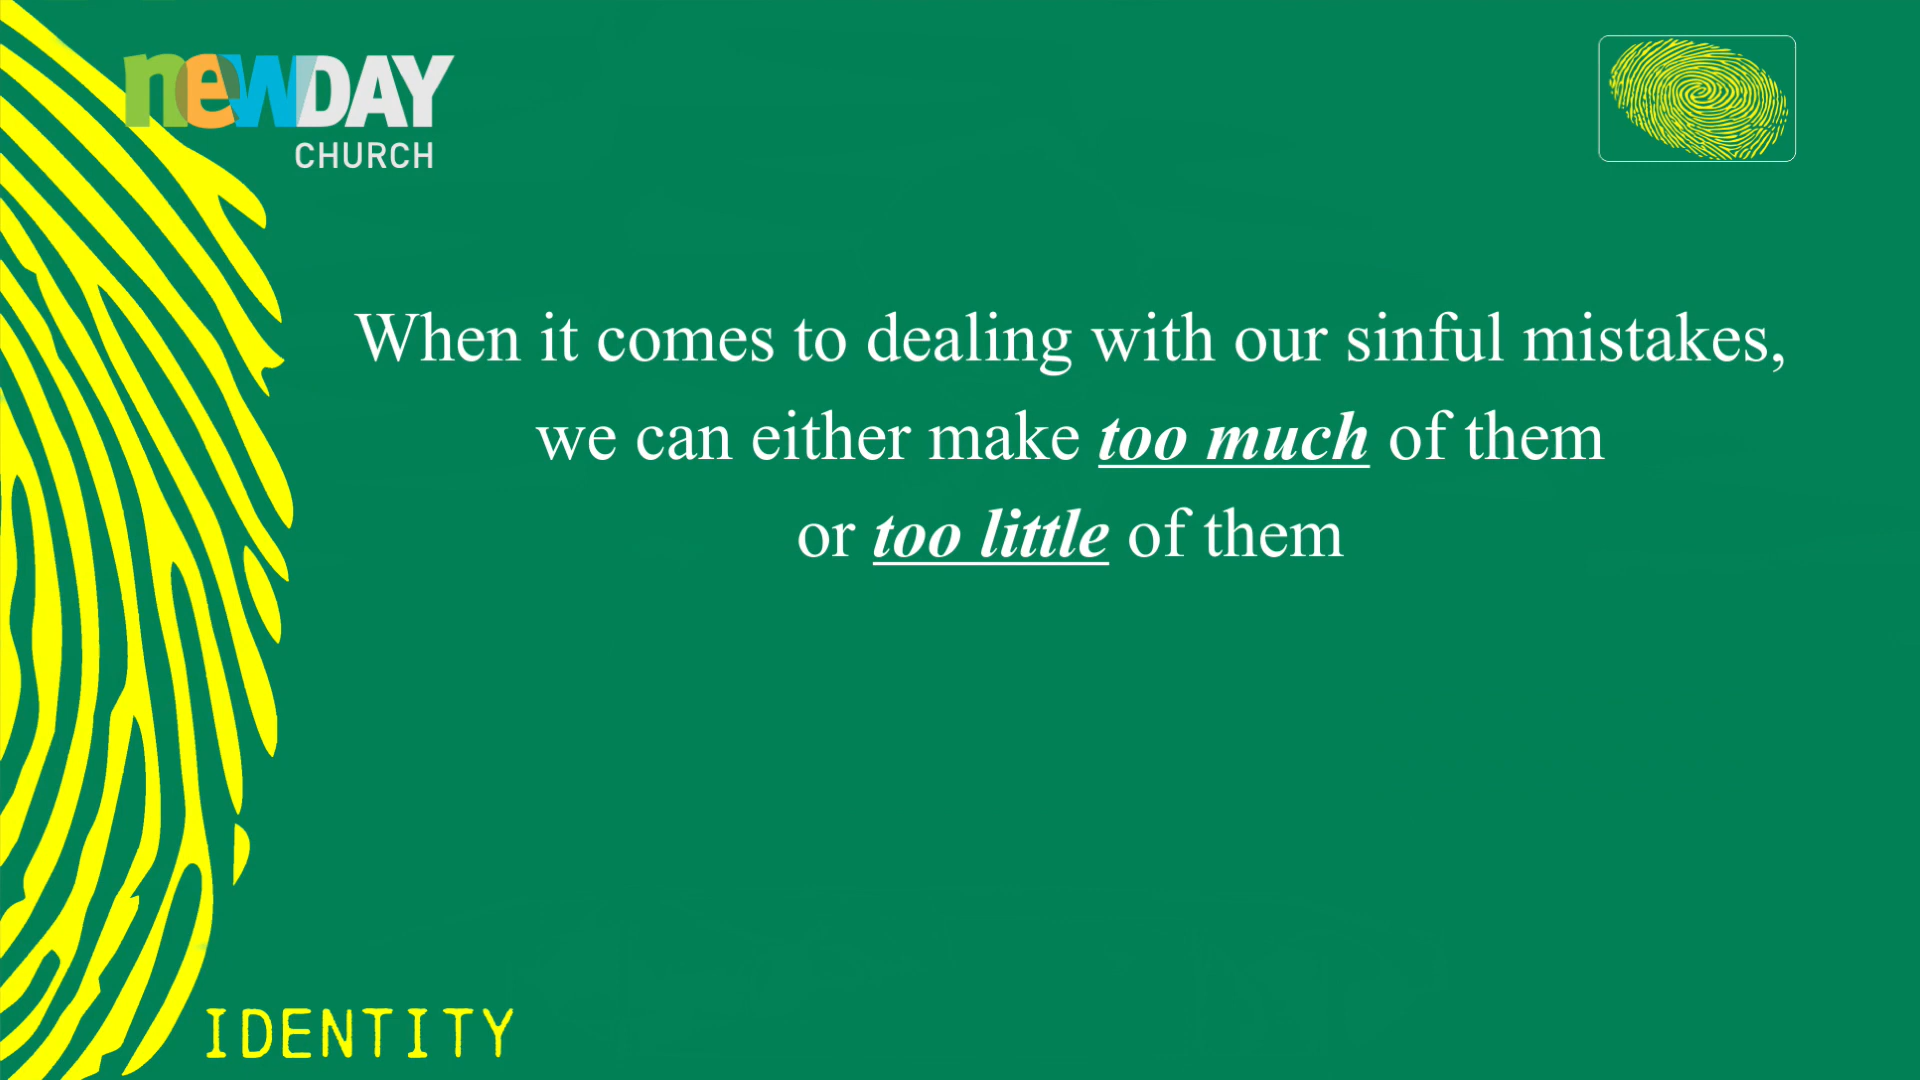 newDAY
CHURCH
When it comes to dealing with our sinful mistakes,
we can either make too much of them
or too little of them
IDENTITY